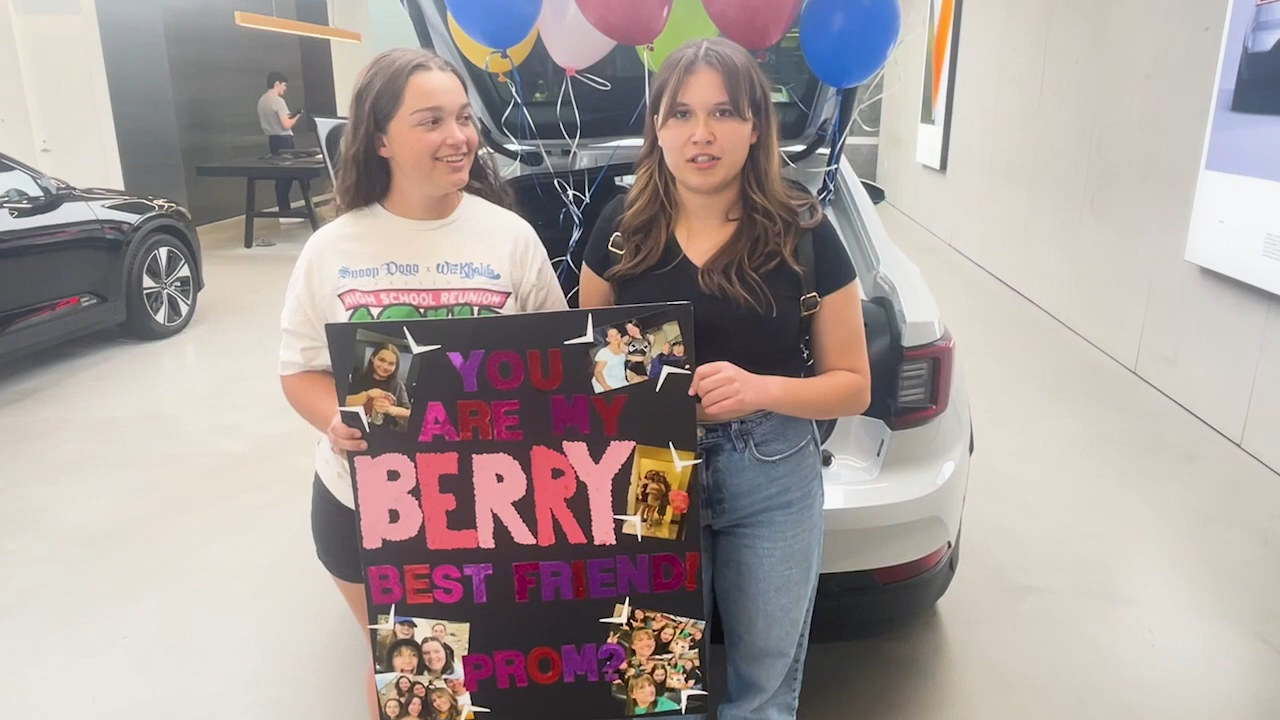 Snoop Dogg x Wiz Khalifa
HIGH SCHOOL REUNION
YOU
ARE MY
BERRY
BEST FRIEND!
PROM?